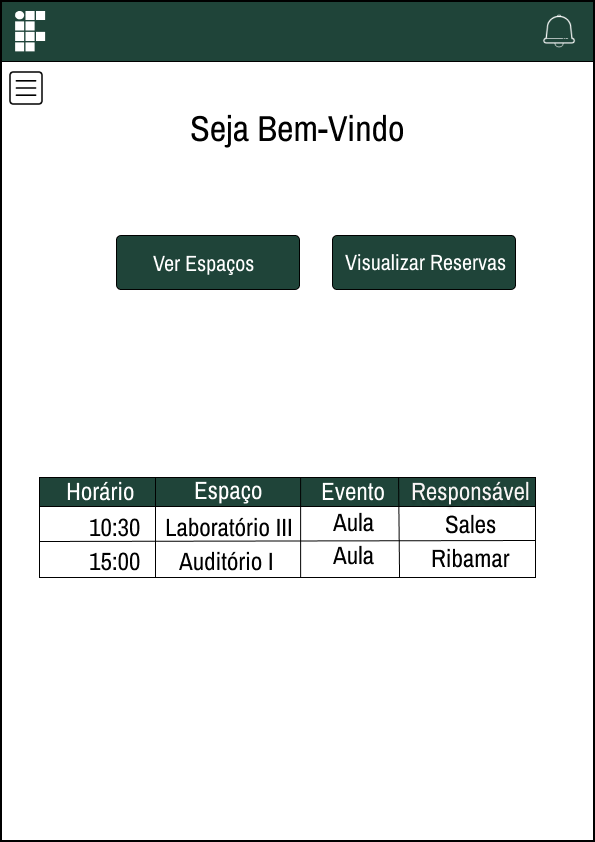 Seja Bem-Vindo
Ver Espaços Visualizar Reservas
Horário Espaço Evento Responsável
10:30 Laboratório III Aula Sales
15:00 Auditório I Aula Ribamar